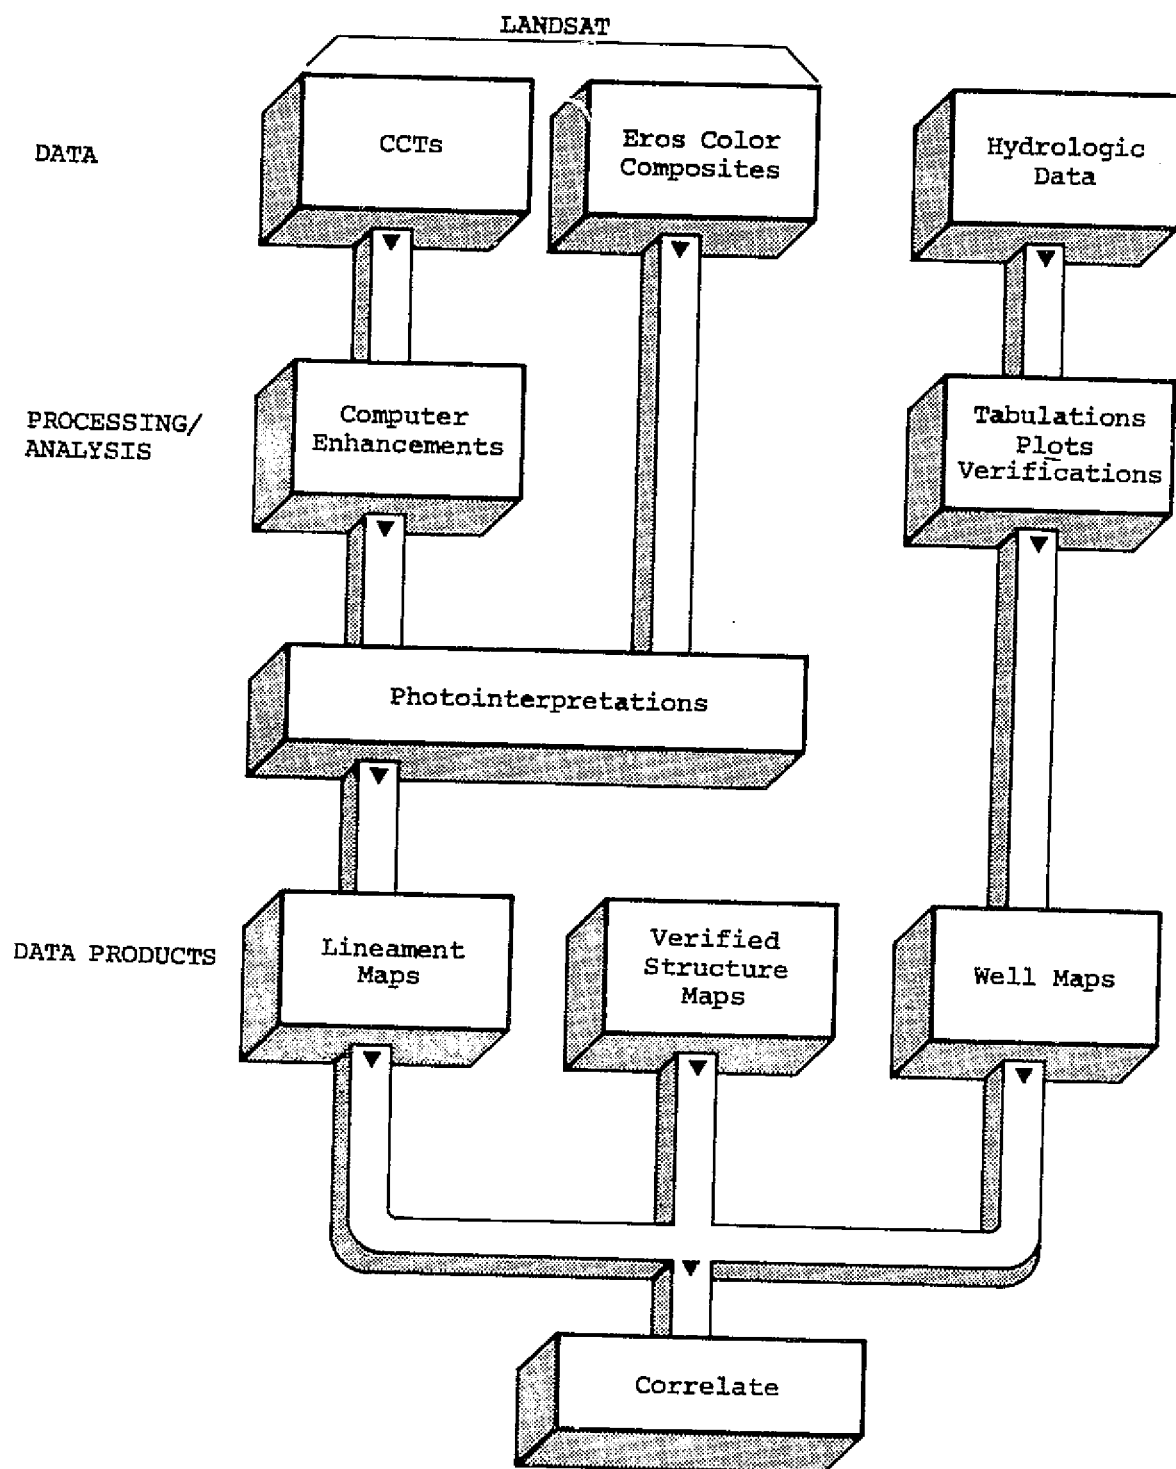 LANDSAT
DATA
CCTs
Eros Color
Composites
Hydrologic
Data
PROCESSING/
ANALYSIS
Computer
Enhancements
Tabulations
Plots
Verifications
Photointerpretations
DATA PRODUCTS
Lineament
Maps
Verified
Structure
Maps
Well Maps
Correlate